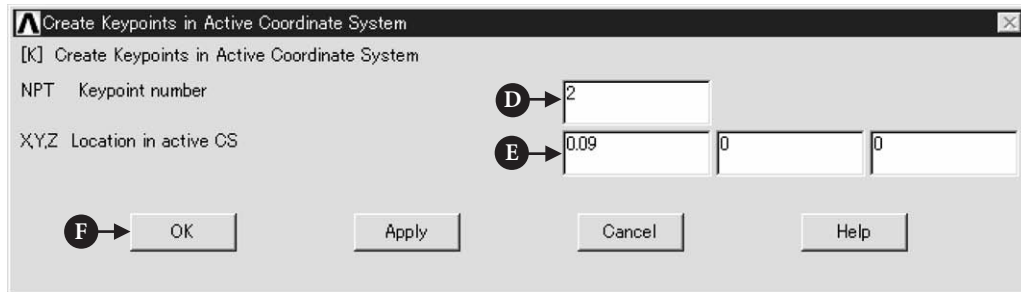 Create Keypoints in Active Coordinate System
[K] Create Keypoints in Active Coordinate System
NPT Keypoint number D 2
X,Y,Z Location in active CS E 0.09 0 0
F OK Apply Cancel Help